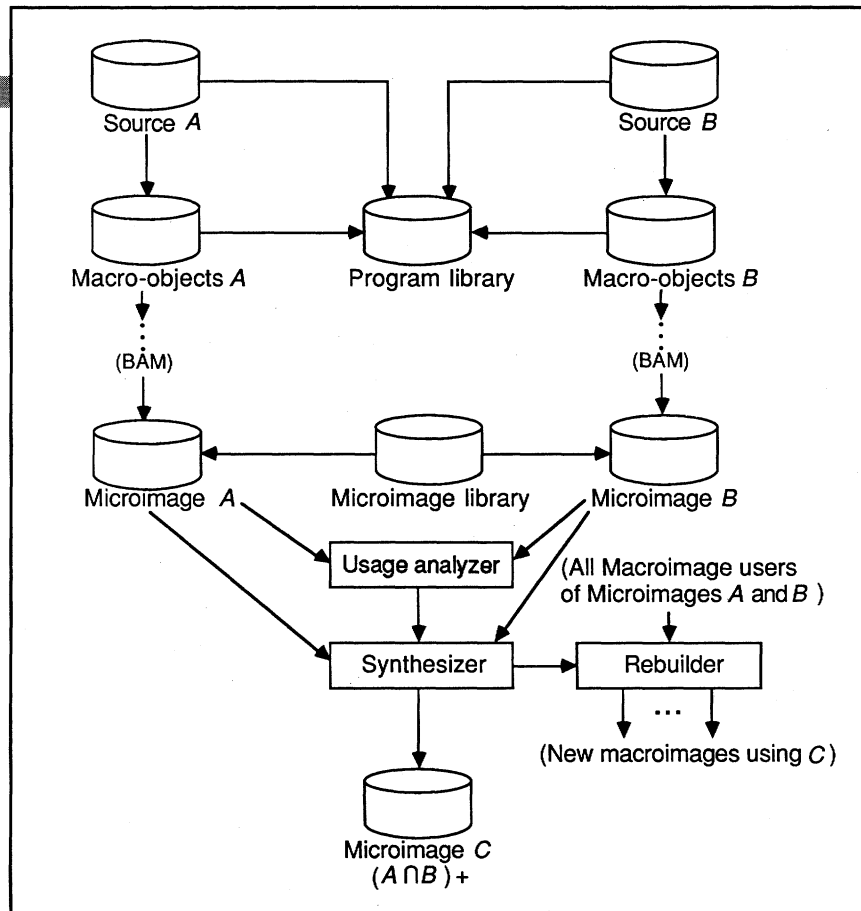 Source A
Source B
Macro-objects A
Program library
Macro-objects B
(BAM)
(BAM)
Microimage A
Microimage library
Microimage B
Usage analyzer
(All Macroimage users
of Microimages A and B)
Synthesizer
Rebuilder
...
(New macroimages using C)
Microimage C
(A∩B)+